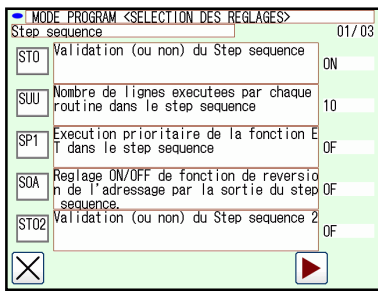 MODE PROGRAM <SELECTION DES REGLAGES>
Step sequence 01/03
STO Validation (ou non) du Step sequence ON
SUU Nombre de lignes executees par chaque
routine dans le step sequence 10
SP1 Execution prioritaire de la fonction E
T dans le step sequence OF
SOA Reglage ON/OFF de fonction de reversio
n de l'adressage par la sortie du step OF
sequence.
STO2 Validation (ou non) du Step sequence 2 OF